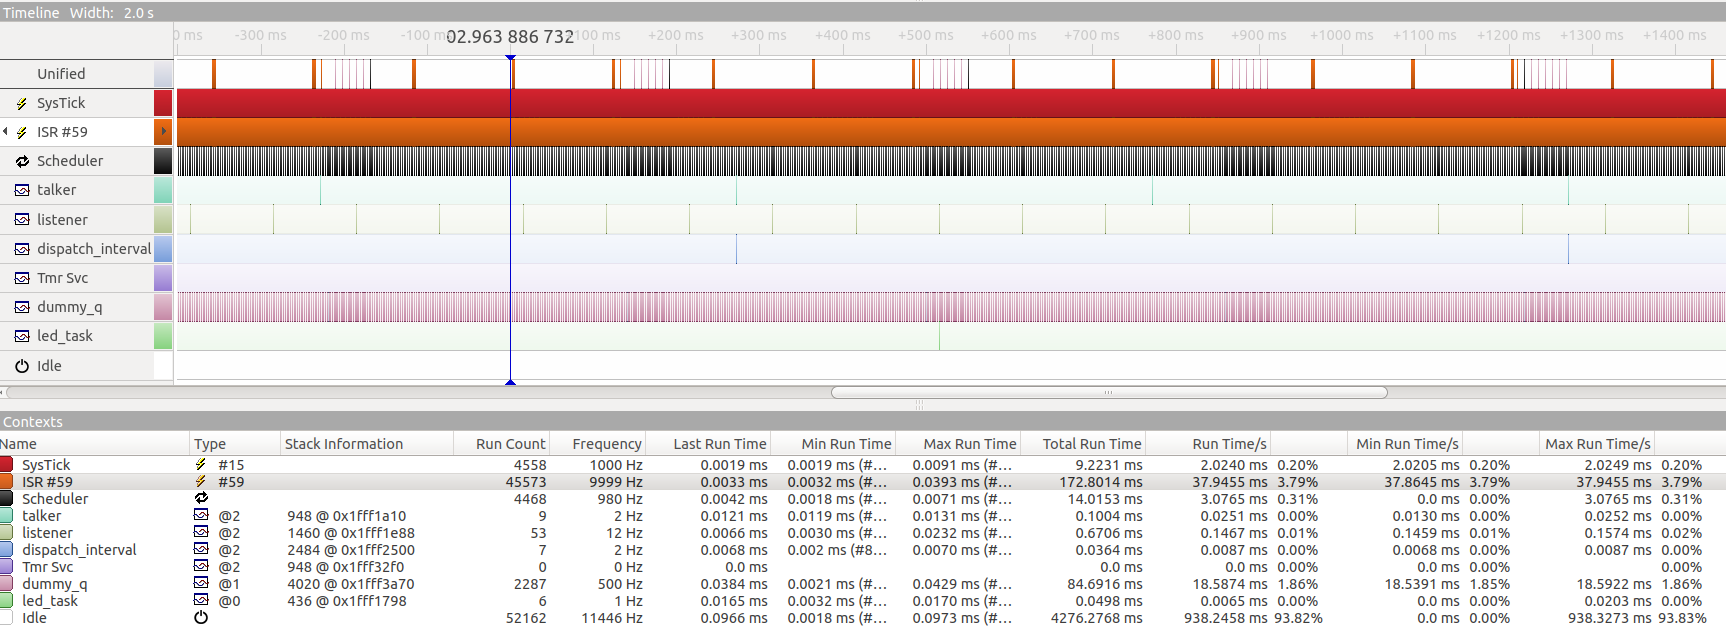 Timeline Width: 2.0 s
0 ms -300 ms -200 ms -100 m 02.963 886 732 100 ms +200 ms +300 ms +400 ms +500 ms +600 ms +700 ms +800 ms +900 ms +1000 ms +1100 ms +1200 ms +1300 ms +1400 ms
Unified
SysTick
ISR #59
Scheduler
talker
listener
dispatch_interval
Tmr Svc
dummy_q
led_task
Idle
Contexts
Name Type Stack Information Run Count Frequency Last Run Time Min Run Time Max Run Time Total Run Time Run Time/s Min Run Time/s Max Run Time/s
SysTick #15 4558 1000 Hz 0.0019 ms 0.0019 ms (#... 0.0091 ms (#... 9.2231 ms 2.0240 ms 0.20% 2.0205 ms 0.20% 2.0249 ms 0.20%
ISR #59 #59 45573 9999 Hz 0.0033 ms 0.0032 ms (#... 0.0393 ms (#... 172.8014 ms 37.9455 ms 3.79% 37.8645 ms 3.79% 37.9455 ms 3.79%
Scheduler 4468 980 Hz 0.0042 ms 0.0018 ms (#... 0.0071 ms (#... 14.0153 ms 3.0765 ms 0.31% 0.0 ms 0.00% 3.0765 ms 0.31%
talker @2 948 @ 0x1fff1a10 9 2 Hz 0.0121 ms 0.0119 ms (#... 0.0131 ms (#... 0.1004 ms 0.0251 ms 0.00% 0.0130 ms 0.00% 0.0252 ms 0.00%
listener @2 1460 @ 0x1fff1e88 53 12 Hz 0.0066 ms 0.0030 ms (#... 0.0232 ms (#... 0.6706 ms 0.1467 ms 0.01% 0.1459 ms 0.01% 0.1574 ms 0.02%
dispatch_interval @2 2484 @ 0x1fff2500 7 2 Hz 0.0068 ms 0.002 ms (#8... 0.0070 ms (#... 0.0364 ms 0.0087 ms 0.00% 0.0068 ms 0.00% 0.0087 ms 0.00%
Tmr Svc @2 948 @ 0x1fff32f0 0 0 Hz 0.0 ms 0.0 ms 0.0 ms 0.00%
dummy_q @1 4020 @ 0x1fff3a70 2287 500 Hz 0.0384 ms 0.0021 ms (#... 0.0429 ms (#... 84.6916 ms 18.5874 ms 1.86% 18.5391 ms 1.85% 18.5922 ms 1.86%
led_task @0 436 @ 0x1fff1798 6 1 Hz 0.0165 ms 0.0032 ms (#... 0.0170 ms (#... 0.0498 ms 0.0065 ms 0.00% 0.0 ms 0.00% 0.0203 ms 0.00%
Idle 52162 11446 Hz 0.0966 ms 0.0018 ms (#... 0.0973 ms (#... 4276.2768 ms 938.2458 ms 93.82% 0.0 ms 0.00% 938.3273 ms 93.83%